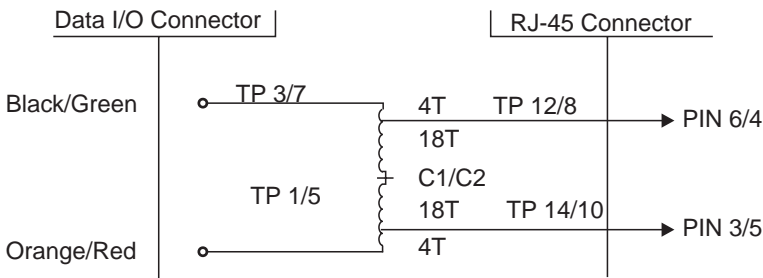 Data I/O Connector
RJ-45 Connector
Black/Green
TP 3/7
4T
TP 12/8
PIN 6/4
18T
C1/C2
TP 1/5
18T
TP 14/10
PIN 3/5
Orange/Red
4T